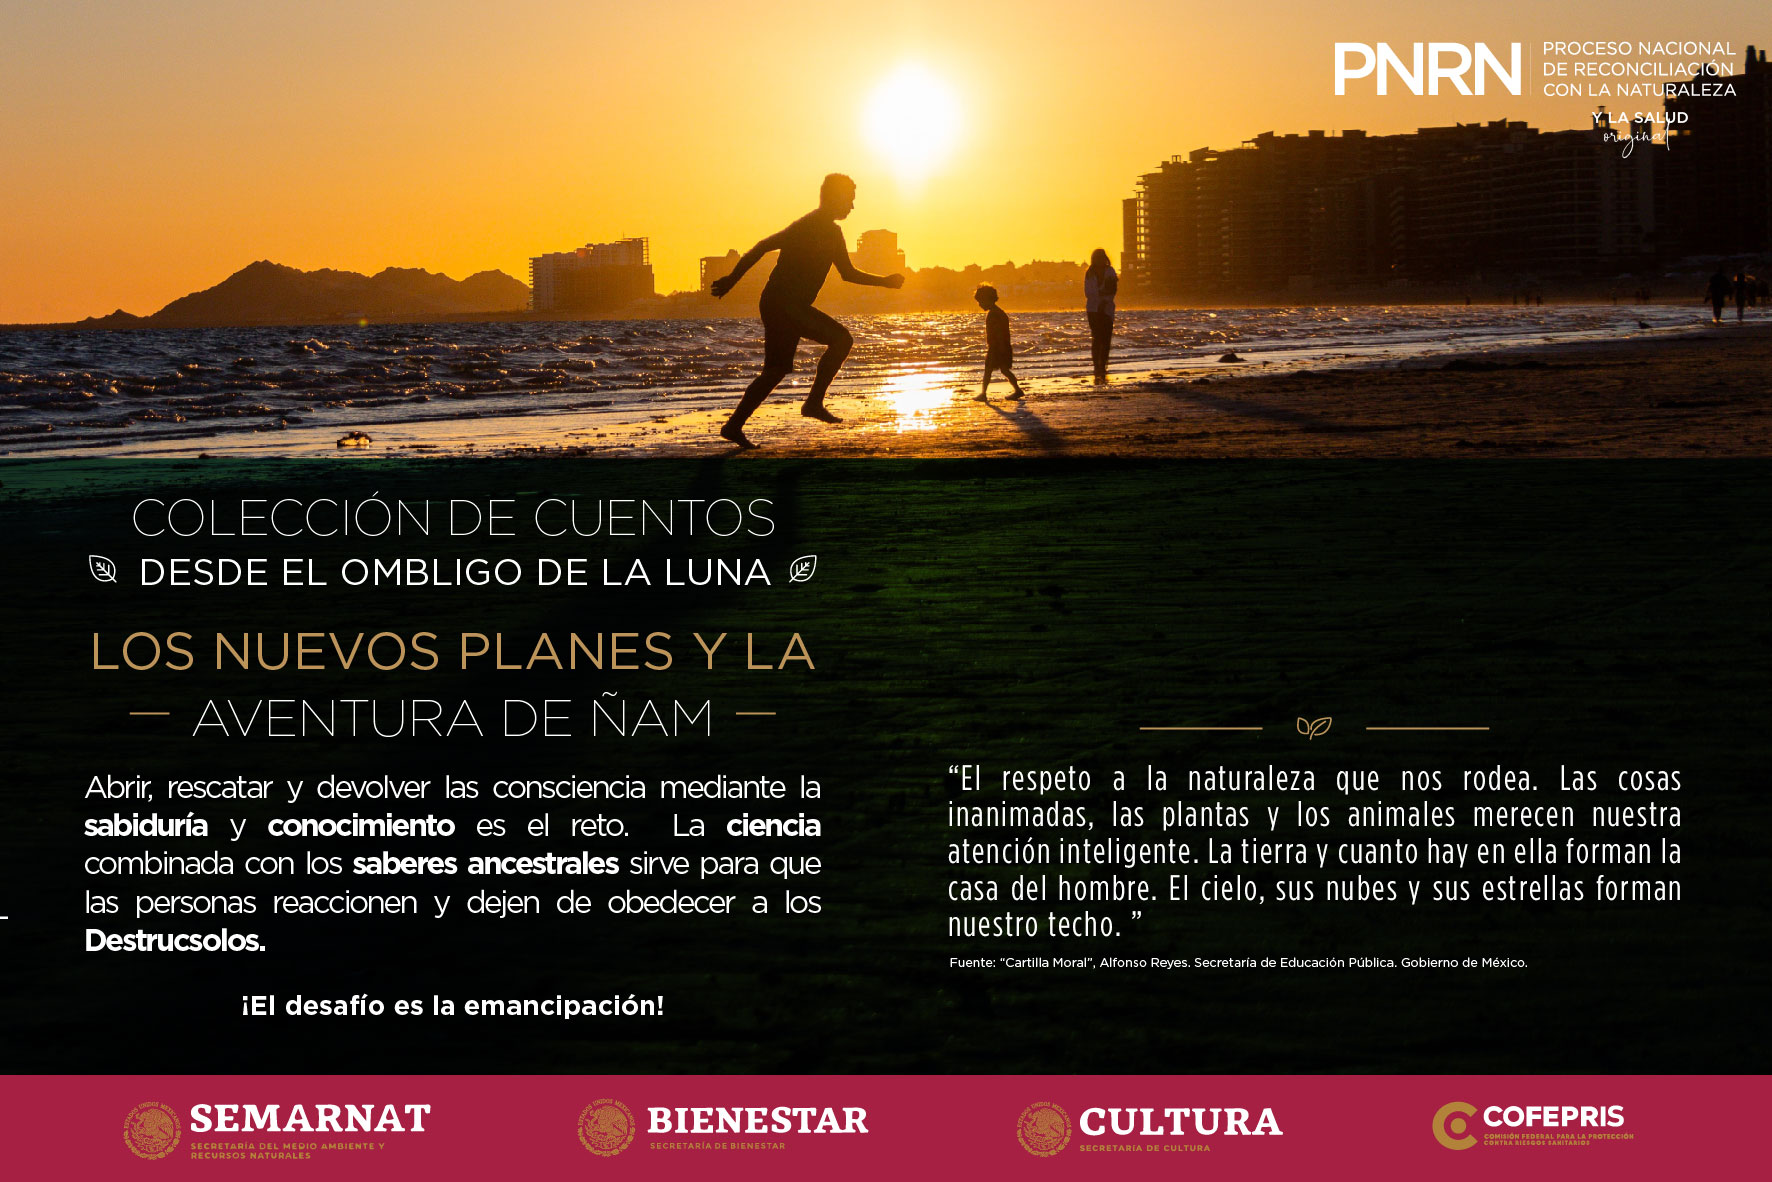 PNRN
PROCESO NACIONAL
DE RECONCILIACIÓN
CON LA NATURALEZA
Y LA SALUD
original
COLECCIÓN DE CUENTOS
DESDE EL OMBLIGO DE LA LUNA
LOS NUEVOS PLANES Y LA
AVENTURA DE ÑAM
Abrir, rescatar y devolver las consciencia mediante la
sabiduría y conocimiento es el reto. La ciencia
combinada con los saberes ancestrales sirve para que
las personas reaccionen y dejen de obedecer a los
Destrucsolos.
¡El desafío es la emancipación!
“El respeto a la naturaleza que nos rodea. Las cosas
inanimadas, las plantas y los animales merecen nuestra
atención inteligente. La tierra y cuanto hay en ella forman la
casa del hombre. El cielo, sus nubes y sus estrellas forman
nuestro techo. ”
Fuente: “Cartilla Moral”, Alfonso Reyes. Secretaría de Educación Pública. Gobierno de México.
SEMARNAT
SECRETARÍA DEL MEDIO AMBIENTE Y
RECURSOS NATURALES
BIENESTAR
SECRETARÍA DE BIENESTAR
CULTURA
SECRETARÍA DE CULTURA
COFEPRIS
COMISIÓN FEDERAL PARA LA PROTECCIÓN
CONTRA RIESGOS SANITARIOS